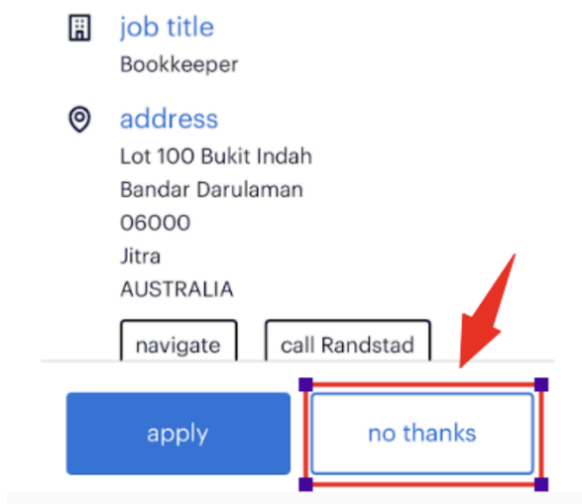 job title
Bookkeeper
address
Lot 100 Bukit Indah
Bandar Darulaman
06000
Jitra
AUSTRALIA
navigate call Randstad
apply no thanks